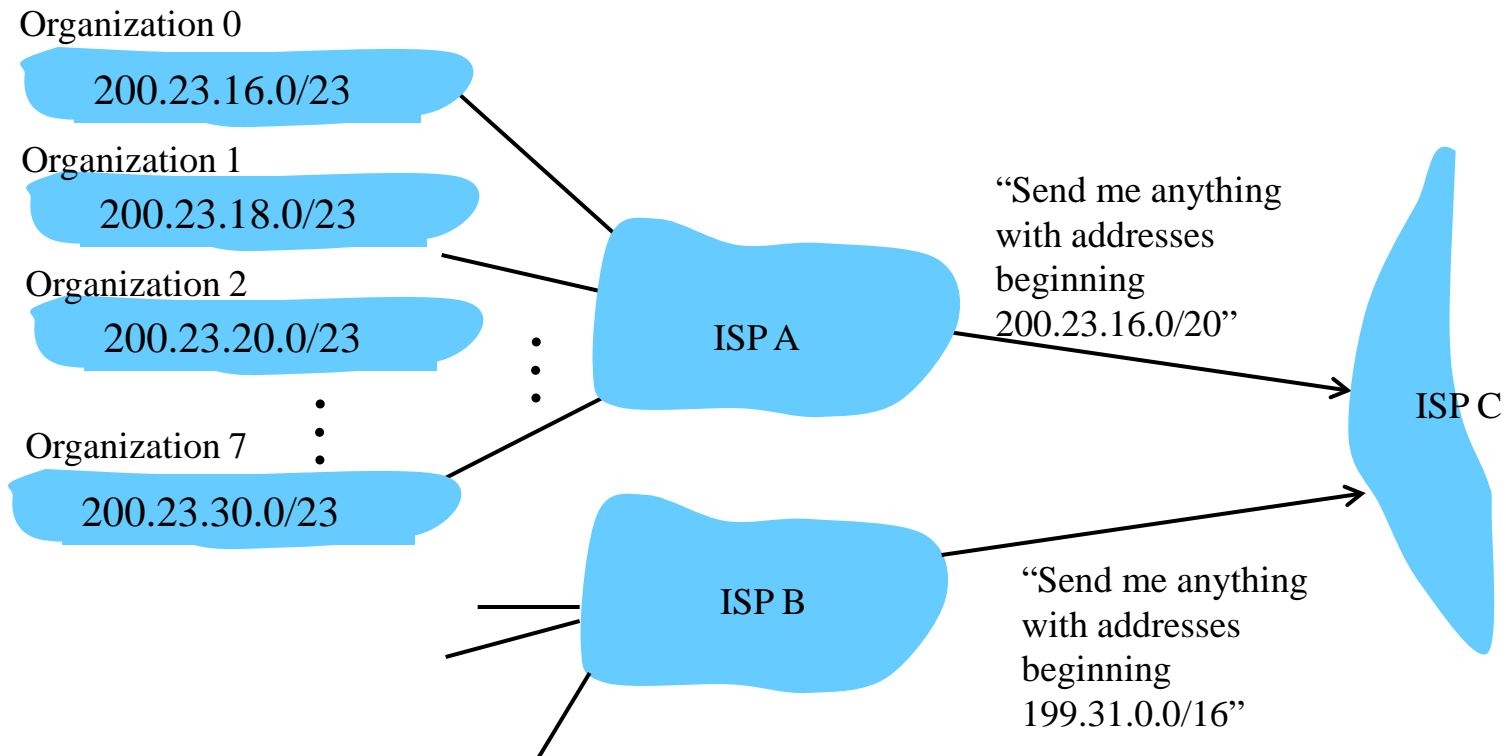 Organization 0
200.23.16.0/23
Organization 1
200.23.18.0/23
Organization 2
200.23.20.0/23
Organization 7
200.23.30.0/23
ISP A
“Send me anything
with addresses
beginning
200.23.16.0/20”
ISP C
ISP B
“Send me anything
with addresses
beginning
199.31.0.0/16”